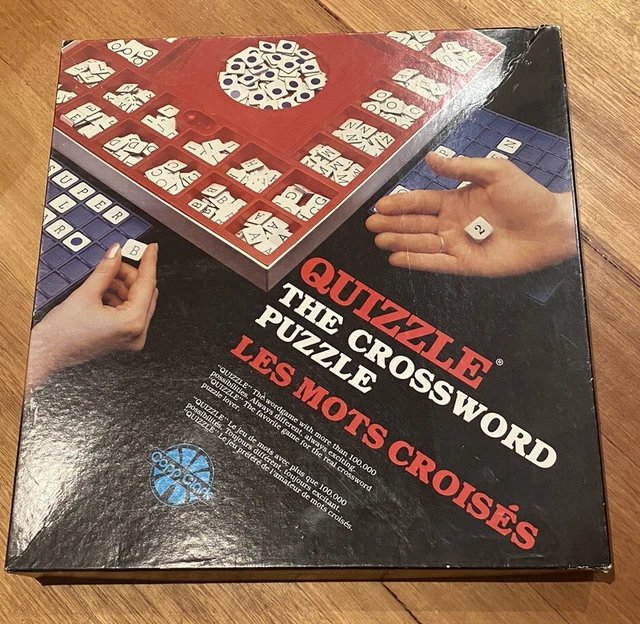 SUPER
L
R
B
N
2
QUIZZLE®
THE CROSSWORD
PUZZLE
LES MOTS CROISÉS
"QUIZZLE" The wordgame with more than 100.000
possibilities. Always different, always exciting.
"QUIZZLE" The favorite game for the real crossword
puzzle lover.
"QUIZZLE": Le jeu de mots avec plus que 100.000
possibilités. Toujours différent, toujours excitant.
"QUIZZLE": Le jeu préféré de l'amateur de mots croisés.